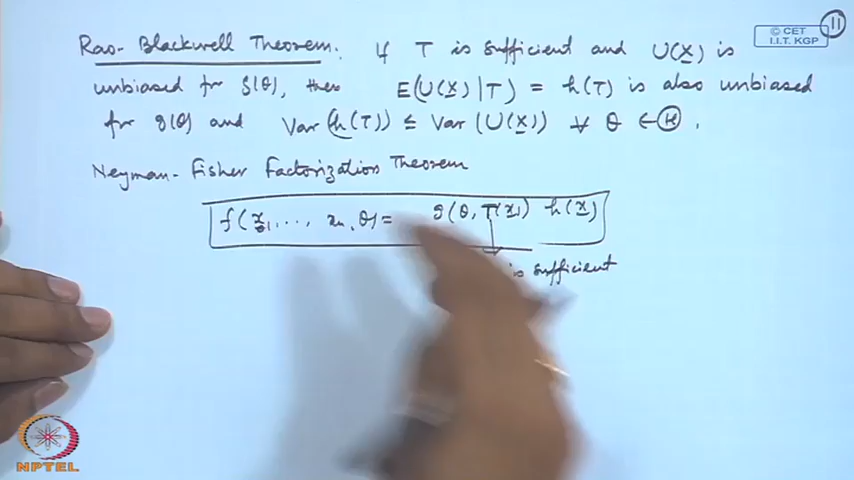 Rao-Blackwell Theorem: If T is sufficient and U(X) is
unbiased for g(θ), then E(U(X)|T) = h(T) is also unbiased
for g(θ) and Var(h(T)) ≤ Var(U(X)) ∀ θ ∈ Ⓗ.
Neyman-Fisher Factorization Theorem
f(x₁, ..., xₙ, θ) = g(θ, T(x)) h(x)
is sufficient
© CET
I.I.T. KGP
11
NPTEL